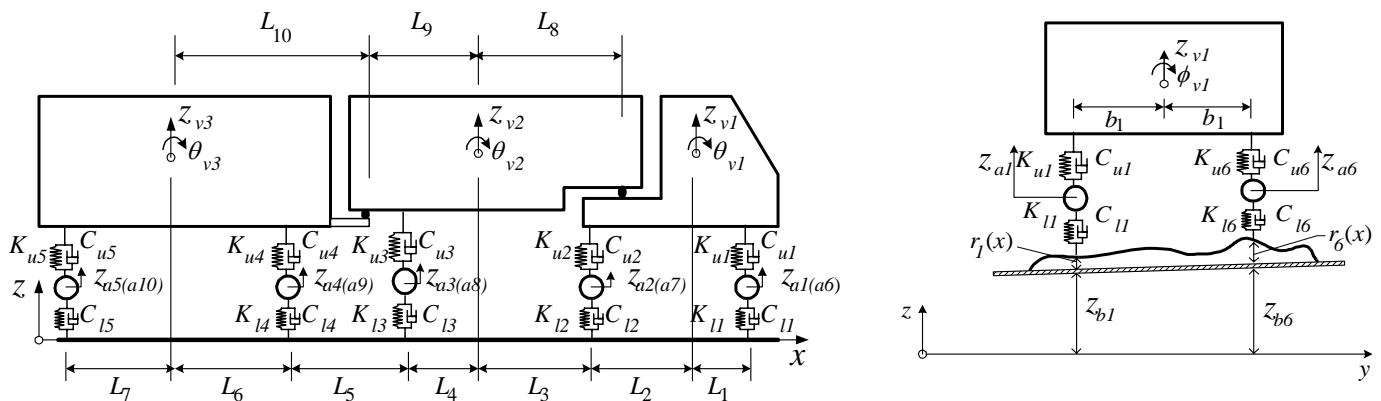 L10 L9 L8
zv3 zv2 zv1
θv3 θv2 θv1
Ku5 Cu5 Ku4 Cu4 Ku3 Cu3 Ku2 Cu2 Ku1 Cu1
z za5(a10) za4(a9) za3(a8) za2(a7) za1(a6)
Cl5 Kl4 Cl4 Kl3 Cl3 Kl2 Cl2 Kl1 Cl1
x
L7 L6 L5 L4 L3 L2 L1
zv1
ϕv1
b1 b1
za1 Ku1 Cu1 Ku6 Cu6 za6
Kl1 Cl1 Kl6 Cl6
r1(x) r6(x)
zb1 zb6
z
y